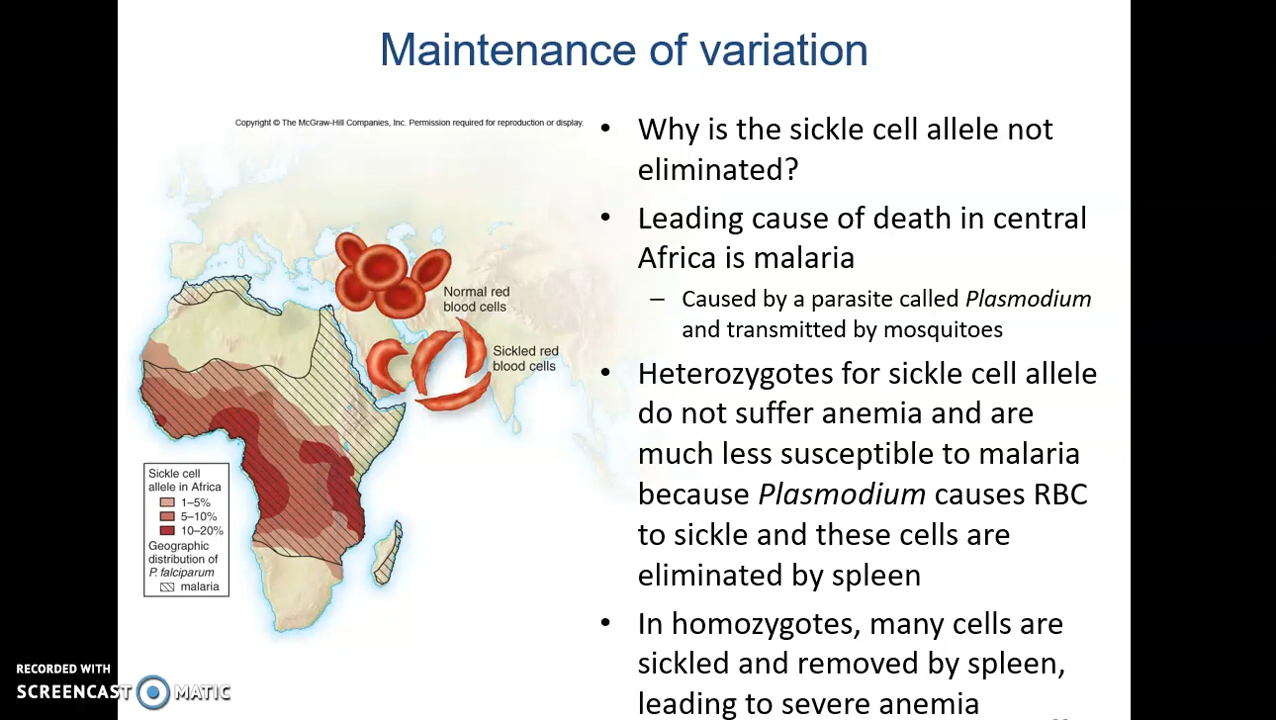 Maintenance of variation
Copyright © The McGraw-Hill Companies, Inc. Permission required for reproduction or display.
Normal red
blood cells
Sickled red
blood cells
Sickle cell
allele in Africa
1–5%
5–10%
10–20%
Geographic
distribution of
P. falciparum
malaria
• Why is the sickle cell allele not
eliminated?
• Leading cause of death in central
Africa is malaria
– Caused by a parasite called Plasmodium
and transmitted by mosquitoes
• Heterozygotes for sickle cell allele
do not suffer anemia and are
much less susceptible to malaria
because Plasmodium causes RBC
to sickle and these cells are
eliminated by spleen
• In homozygotes, many cells are
sickled and removed by spleen,
leading to severe anemia
RECORDED WITH
SCREENCAST MATIC